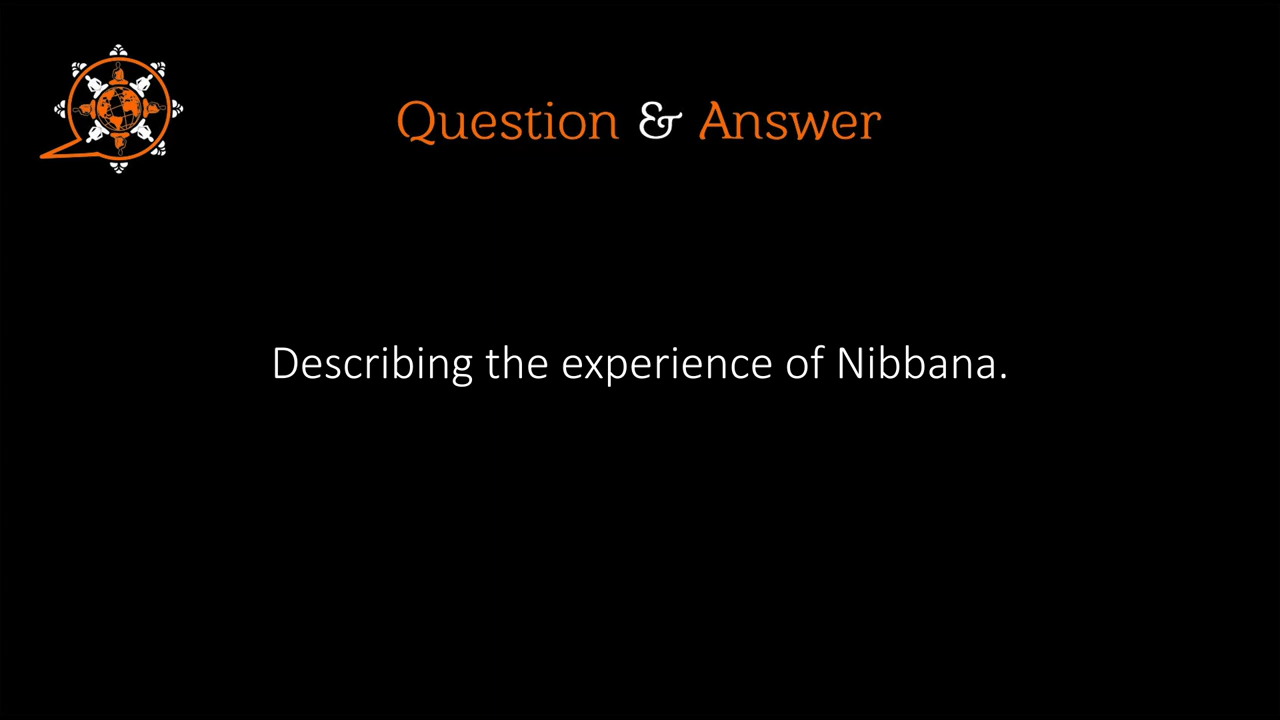 Question & Answer
Describing the experience of Nibbana.